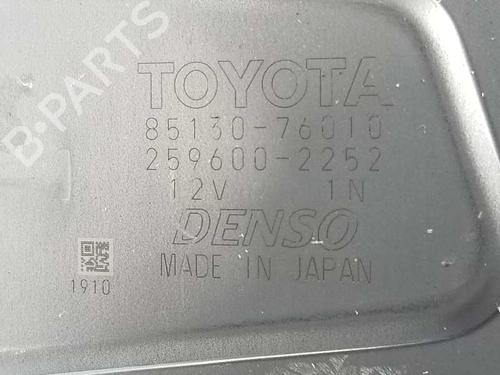 B-PARTS
TOYOTA
85130-76010
259600-2252
12V 1N
DENSO
MADE IN JAPAN
1910